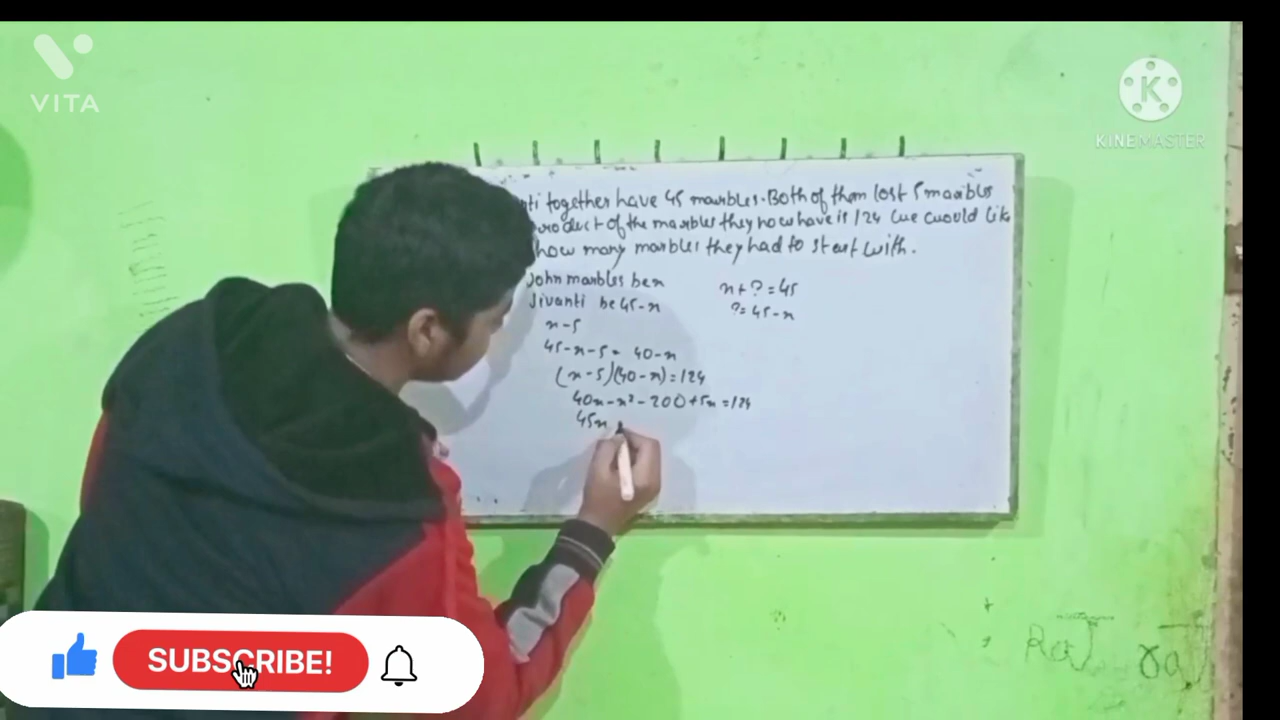 VITA
KINEMASTER
together have 45 marbles. Both of them lost 5 marbles
product of the marbles they now have is 124 we would like
how many marbles they had to start with.
John marbles be x
Jivanti be 45-x
x-5
45-x-5 = 40-x
(x-5)(40-x)=124
40x-x²-200+5x=124
45x
x+?=45
?=45-x
SUBSCRIBE!